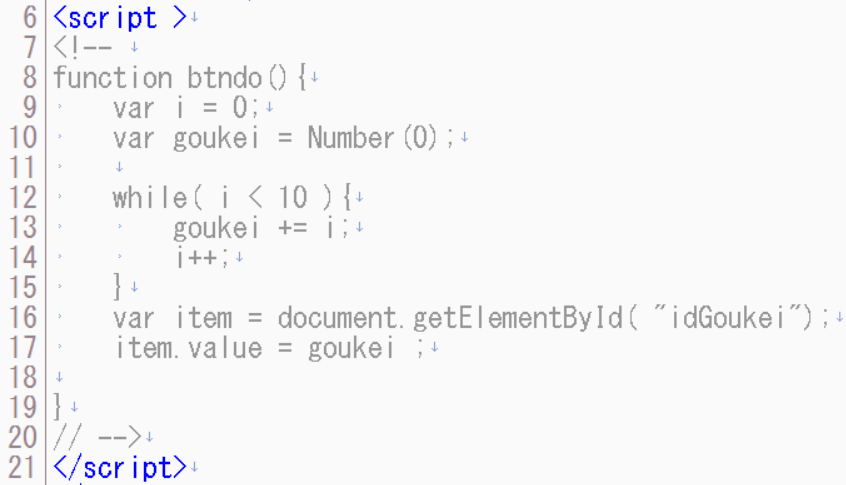 6 <script >↓
7 <!-- ↓
8 function btndo(){↓
9     var i = 0;↓
10     var goukei = Number(0);↓
11     ↓
12     while( i < 10 ){↓
13         goukei += i;↓
14         i++;↓
15     }↓
16     var item = document.getElementById( "idGoukei");↓
17     item.value = goukei ;↓
18 ↓
19 }↓
20 // -->↓
21 </script>↓